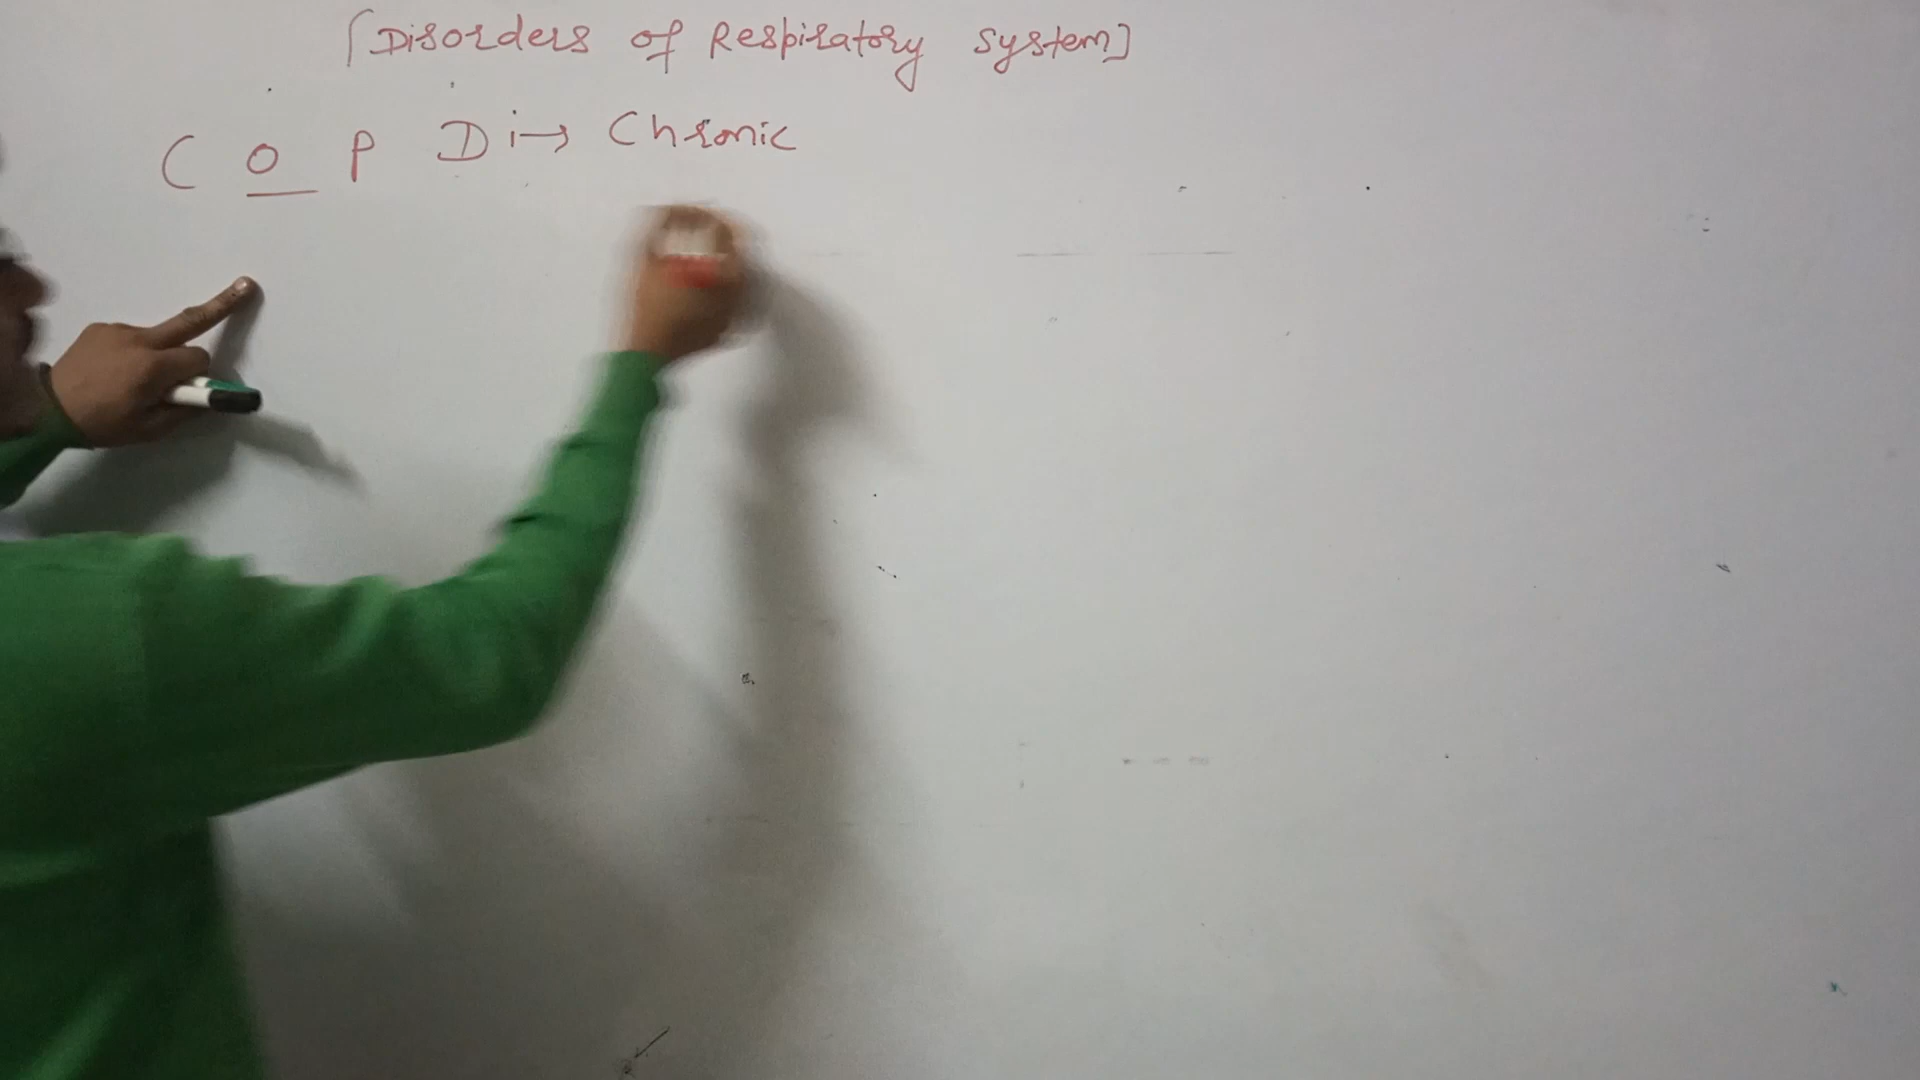 [Disorders of Respiratory System]
C O P D :→ Chronic